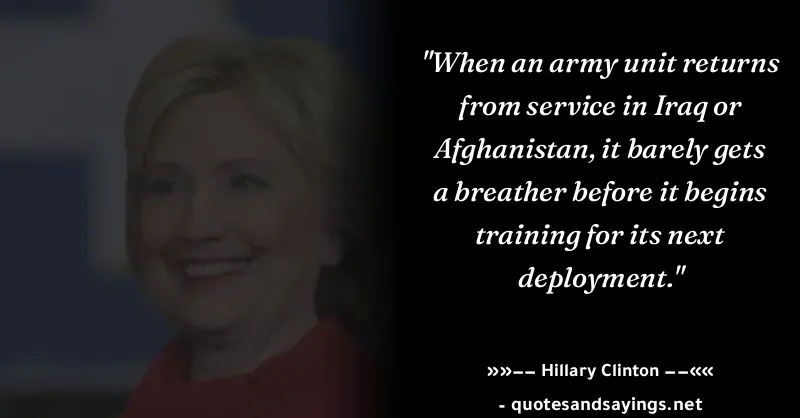 "When an army unit returns
from service in Iraq or
Afghanistan, it barely gets
a breather before it begins
training for its next
deployment."
»»−− Hillary Clinton −−««
- quotesandsayings.net